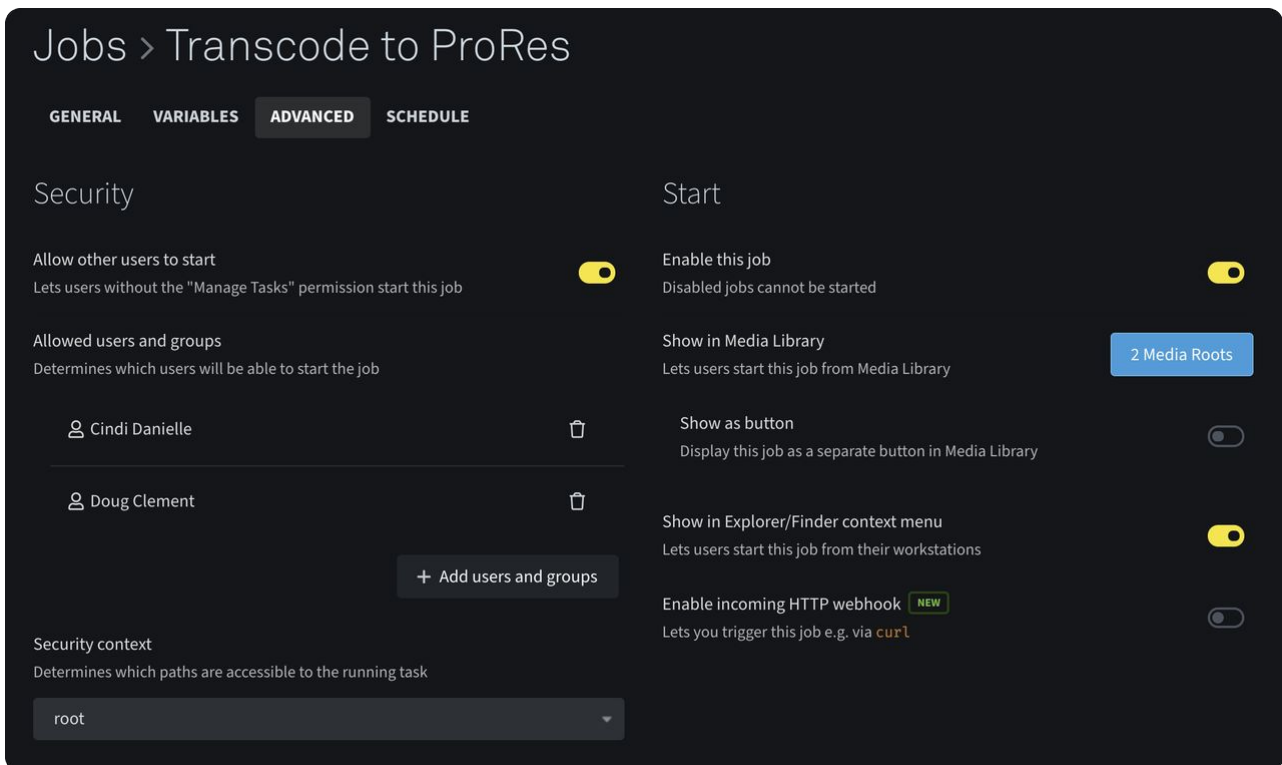 Jobs > Transcode to ProRes
GENERAL VARIABLES ADVANCED SCHEDULE
Security
Allow other users to start
Lets users without the "Manage Tasks" permission start this job
Allowed users and groups
Determines which users will be able to start the job
Cindi Danielle
Doug Clement
+ Add users and groups
Security context
Determines which paths are accessible to the running task
root
Start
Enable this job
Disabled jobs cannot be started
Show in Media Library
Lets users start this job from Media Library
2 Media Roots
Show as button
Display this job as a separate button in Media Library
Show in Explorer/Finder context menu
Lets users start this job from their workstations
Enable incoming HTTP webhook NEW
Lets you trigger this job e.g. via curl